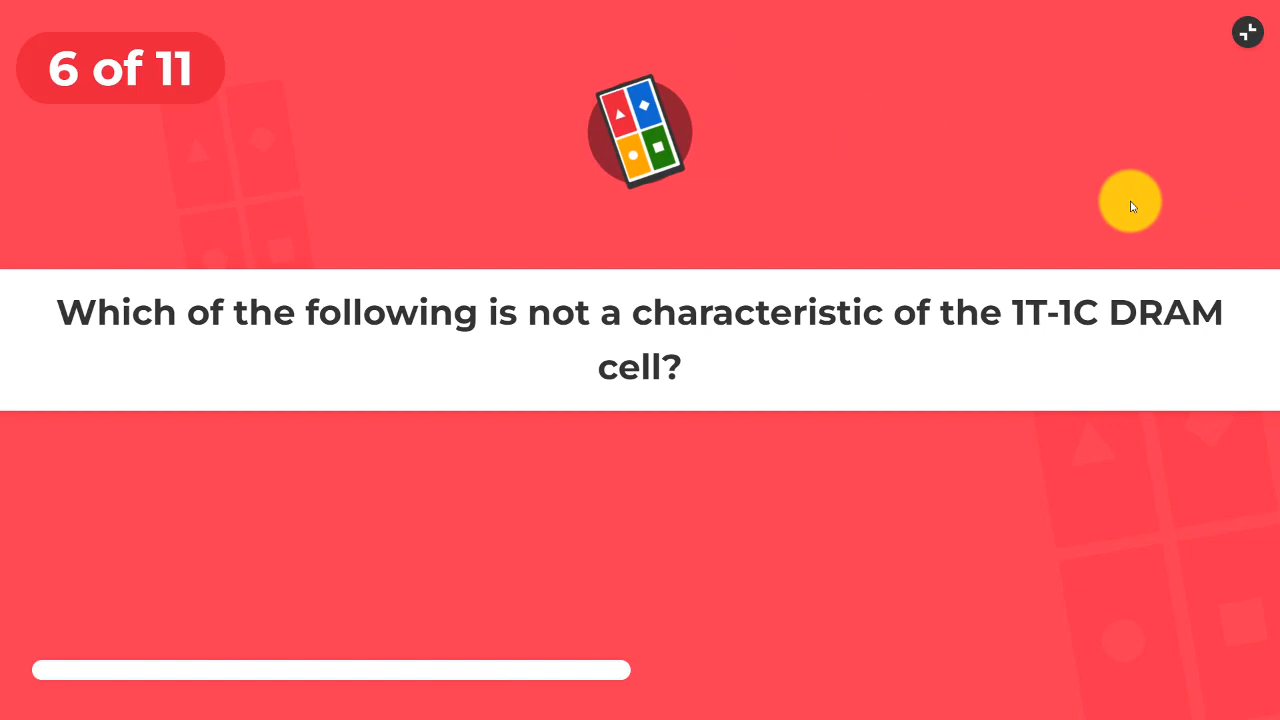 6 of 11
Which of the following is not a characteristic of the 1T-1C DRAM
cell?